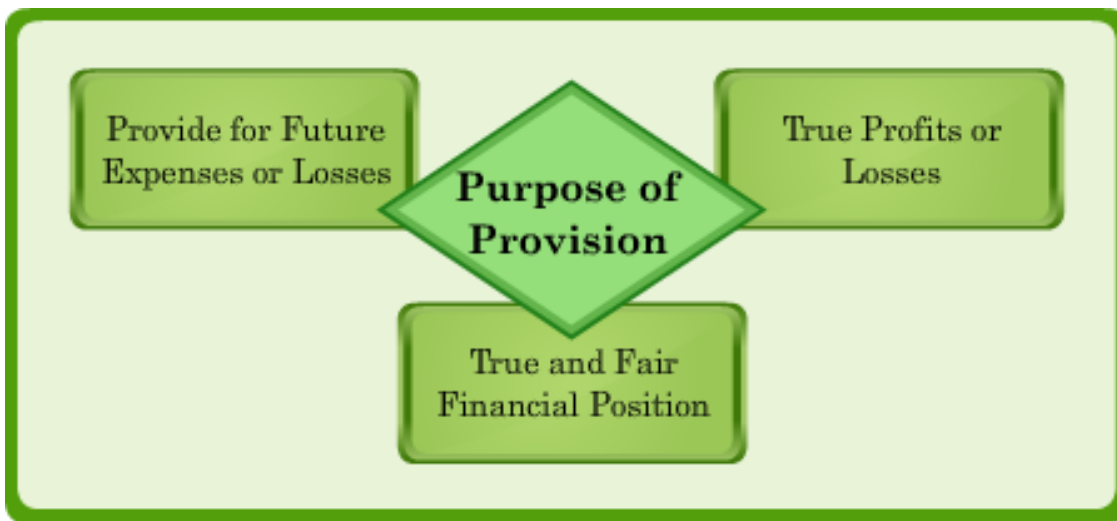 Provide for Future
Expenses or Losses
Purpose of
Provision
True Profits or
Losses
True and Fair
Financial Position